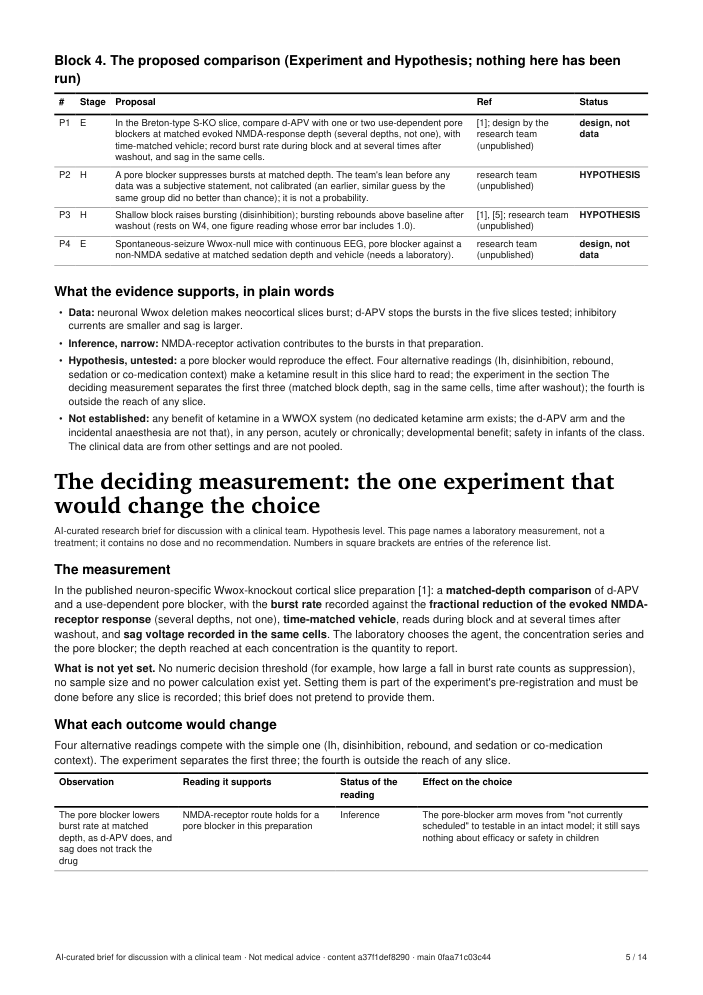 Block 4. The proposed comparison (Experiment and Hypothesis; nothing here has been
run)
# Stage Proposal Ref Status
P1 E In the Breton-type S-KO slice, compare d-APV with one or two use-dependent pore [1]; design by the design, not
blockers at matched evoked NMDA-response depth (several depths, not one), with research team data
time-matched vehicle; record burst rate during block and at several times after (unpublished)
washout, and sag in the same cells.
P2 H A pore blocker suppresses bursts at matched depth. The team's lean before any research team HYPOTHESIS
data was a subjective statement, not calibrated (an earlier, similar guess by the (unpublished)
same group did no better than chance); it is not a probability.
P3 H Shallow block raises bursting (disinhibition); bursting rebounds above baseline after [1], [5]; research team HYPOTHESIS
washout (rests on W4, one figure reading whose error bar includes 1.0). (unpublished)
P4 E Spontaneous-seizure Wwox-null mice with continuous EEG, pore blocker against a research team design, not
non-NMDA sedative at matched sedation depth and vehicle (needs a laboratory). (unpublished) data
What the evidence supports, in plain words
• Data: neuronal Wwox deletion makes neocortical slices burst; d-APV stops the bursts in the five slices tested; inhibitory
currents are smaller and sag is larger.
• Inference, narrow: NMDA-receptor activation contributes to the bursts in that preparation.
• Hypothesis, untested: a pore blocker would reproduce the effect. Four alternative readings (Ih, disinhibition, rebound,
sedation or co-medication context) make a ketamine result in this slice hard to read; the experiment in the section The
deciding measurement separates the first three (matched block depth, sag in the same cells, time after washout); the fourth is
outside the reach of any slice.
• Not established: any benefit of ketamine in a WWOX system (no dedicated ketamine arm exists; the d-APV arm and the
incidental anaesthesia are not that), in any person, acutely or chronically; developmental benefit; safety in infants of the class.
The clinical data are from other settings and are not pooled.
The deciding measurement: the one experiment that
would change the choice
AI-curated research brief for discussion with a clinical team. Hypothesis level. This page names a laboratory measurement, not a
treatment; it contains no dose and no recommendation. Numbers in square brackets are entries of the reference list.
The measurement
In the published neuron-specific Wwox-knockout cortical slice preparation [1]: a matched-depth comparison of d-APV
and a use-dependent pore blocker, with the burst rate recorded against the fractional reduction of the evoked NMDA-
receptor response (several depths, not one), time-matched vehicle, reads during block and at several times after
washout, and sag voltage recorded in the same cells. The laboratory chooses the agent, the concentration series and
the pore blocker; the depth reached at each concentration is the quantity to report.
What is not yet set. No numeric decision threshold (for example, how large a fall in burst rate counts as suppression),
no sample size and no power calculation exist yet. Setting them is part of the experiment's pre-registration and must be
done before any slice is recorded; this brief does not pretend to provide them.
What each outcome would change
Four alternative readings compete with the simple one (Ih, disinhibition, rebound, and sedation or co-medication
context). The experiment separates the first three; the fourth is outside the reach of any slice.
Observation Reading it supports Status of the Effect on the choice
reading
The pore blocker lowers NMDA-receptor route holds for a Inference The pore-blocker arm moves from "not currently
burst rate at matched pore blocker in this preparation scheduled" to testable in an intact model; it still says
depth, as d-APV does, and nothing about efficacy or safety in children
sag does not track the
drug
AI-curated brief for discussion with a clinical team · Not medical advice · content a37f1def8290 · main 0faa71c03c44 5 / 14